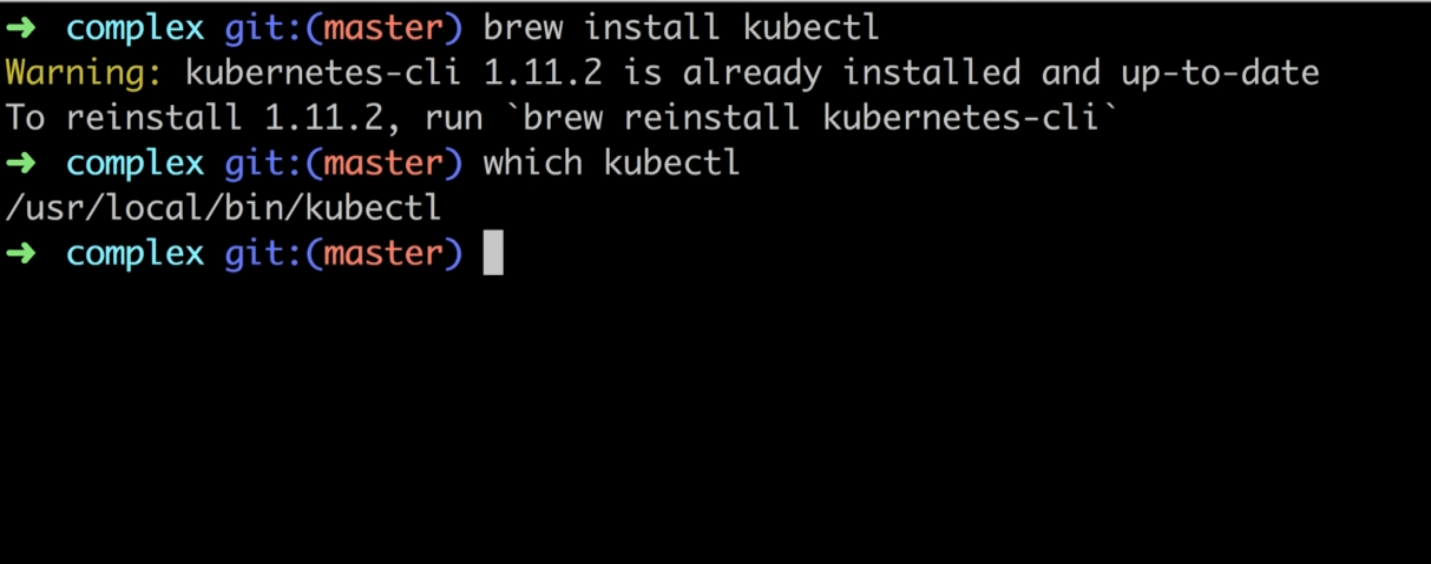 ➜ complex git:(master) brew install kubectl
Warning: kubernetes-cli 1.11.2 is already installed and up-to-date
To reinstall 1.11.2, run `brew reinstall kubernetes-cli`
➜ complex git:(master) which kubectl
/usr/local/bin/kubectl
➜ complex git:(master)